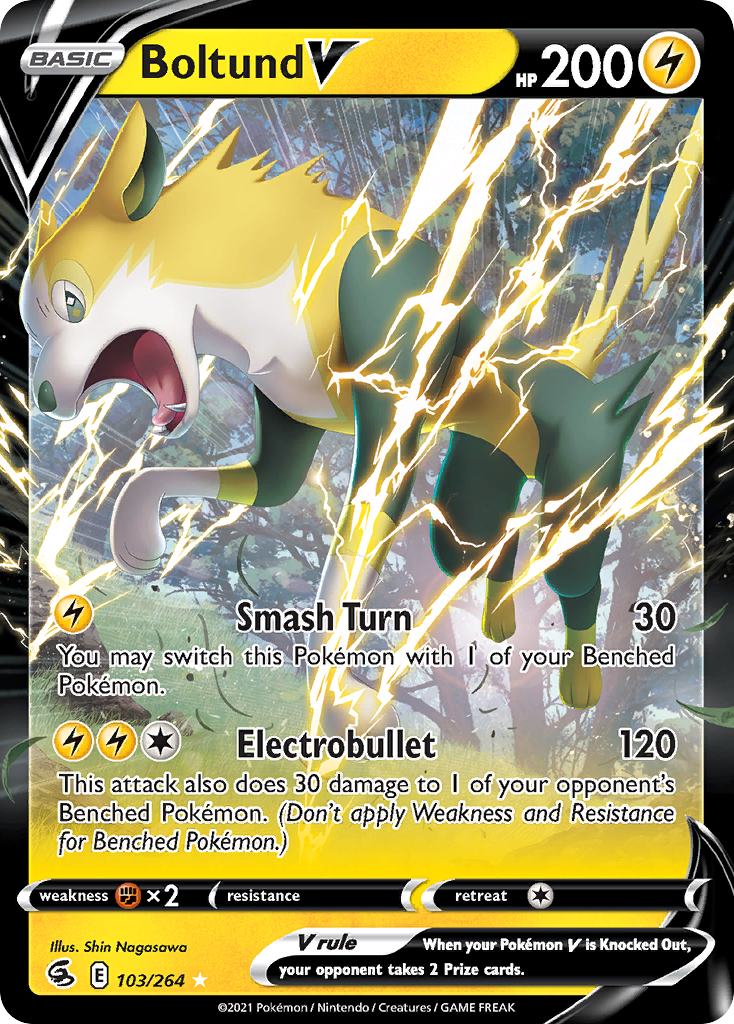 BASIC
Boltund V
HP 200
Smash Turn 30
You may switch this Pokémon with 1 of your Benched
Pokémon.
Electrobullet 120
This attack also does 30 damage to 1 of your opponent's
Benched Pokémon. (Don't apply Weakness and Resistance
for Benched Pokémon.)
weakness ×2 resistance retreat
Illus. Shin Nagasawa
V rule When your Pokémon V is Knocked Out,
your opponent takes 2 Prize cards.
E 103/264
©2021 Pokémon / Nintendo / Creatures / GAME FREAK